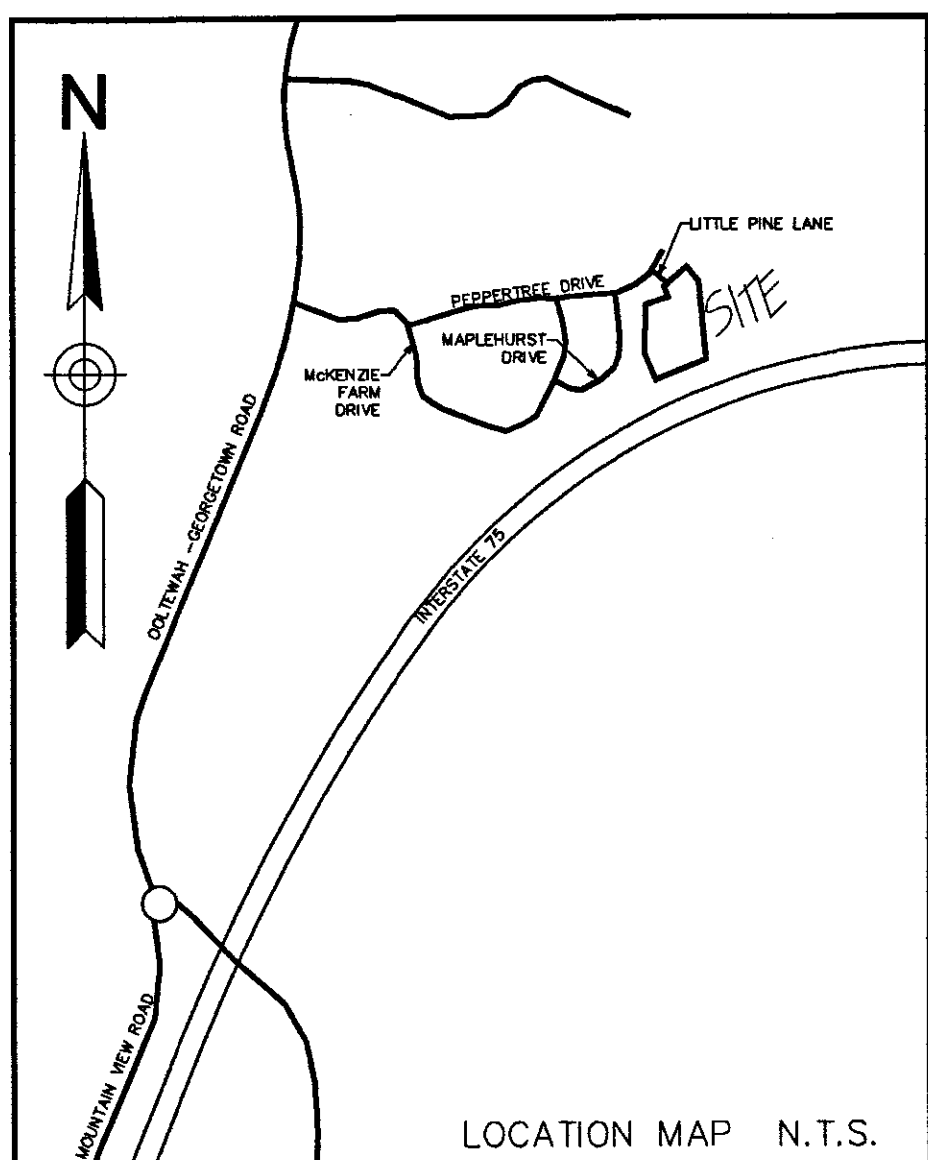 N
LITTLE PINE LANE
PEPPERTREE DRIVE
SITE
MAPLEHURST
DRIVE
McKENZIE
FARM
DRIVE
OOLTEWAH -GEORGETOWN ROAD
INTERSTATE 75
MOUNTAIN VIEW ROAD
LOCATION MAP N.T.S.